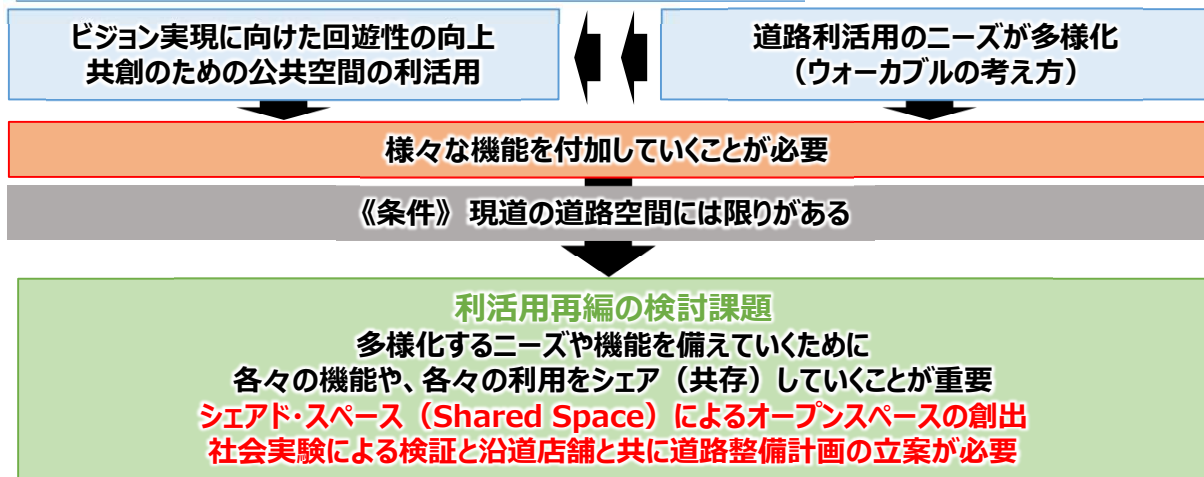 ビジョン実現に向けた回遊性の向上
共創のための公共空間の利活用
道路利活用のニーズが多様化
（ウォーカブルの考え方）
様々な機能を付加していくことが必要
《条件》 現道の道路空間には限りがある
利活用再編の検討課題
多様化するニーズや機能を備えていくために
各々の機能や、各々の利用をシェア（共存）していくことが重要
シェアド・スペース（Shared Space）によるオープンスペースの創出
社会実験による検証と沿道店舗と共に道路整備計画の立案が必要